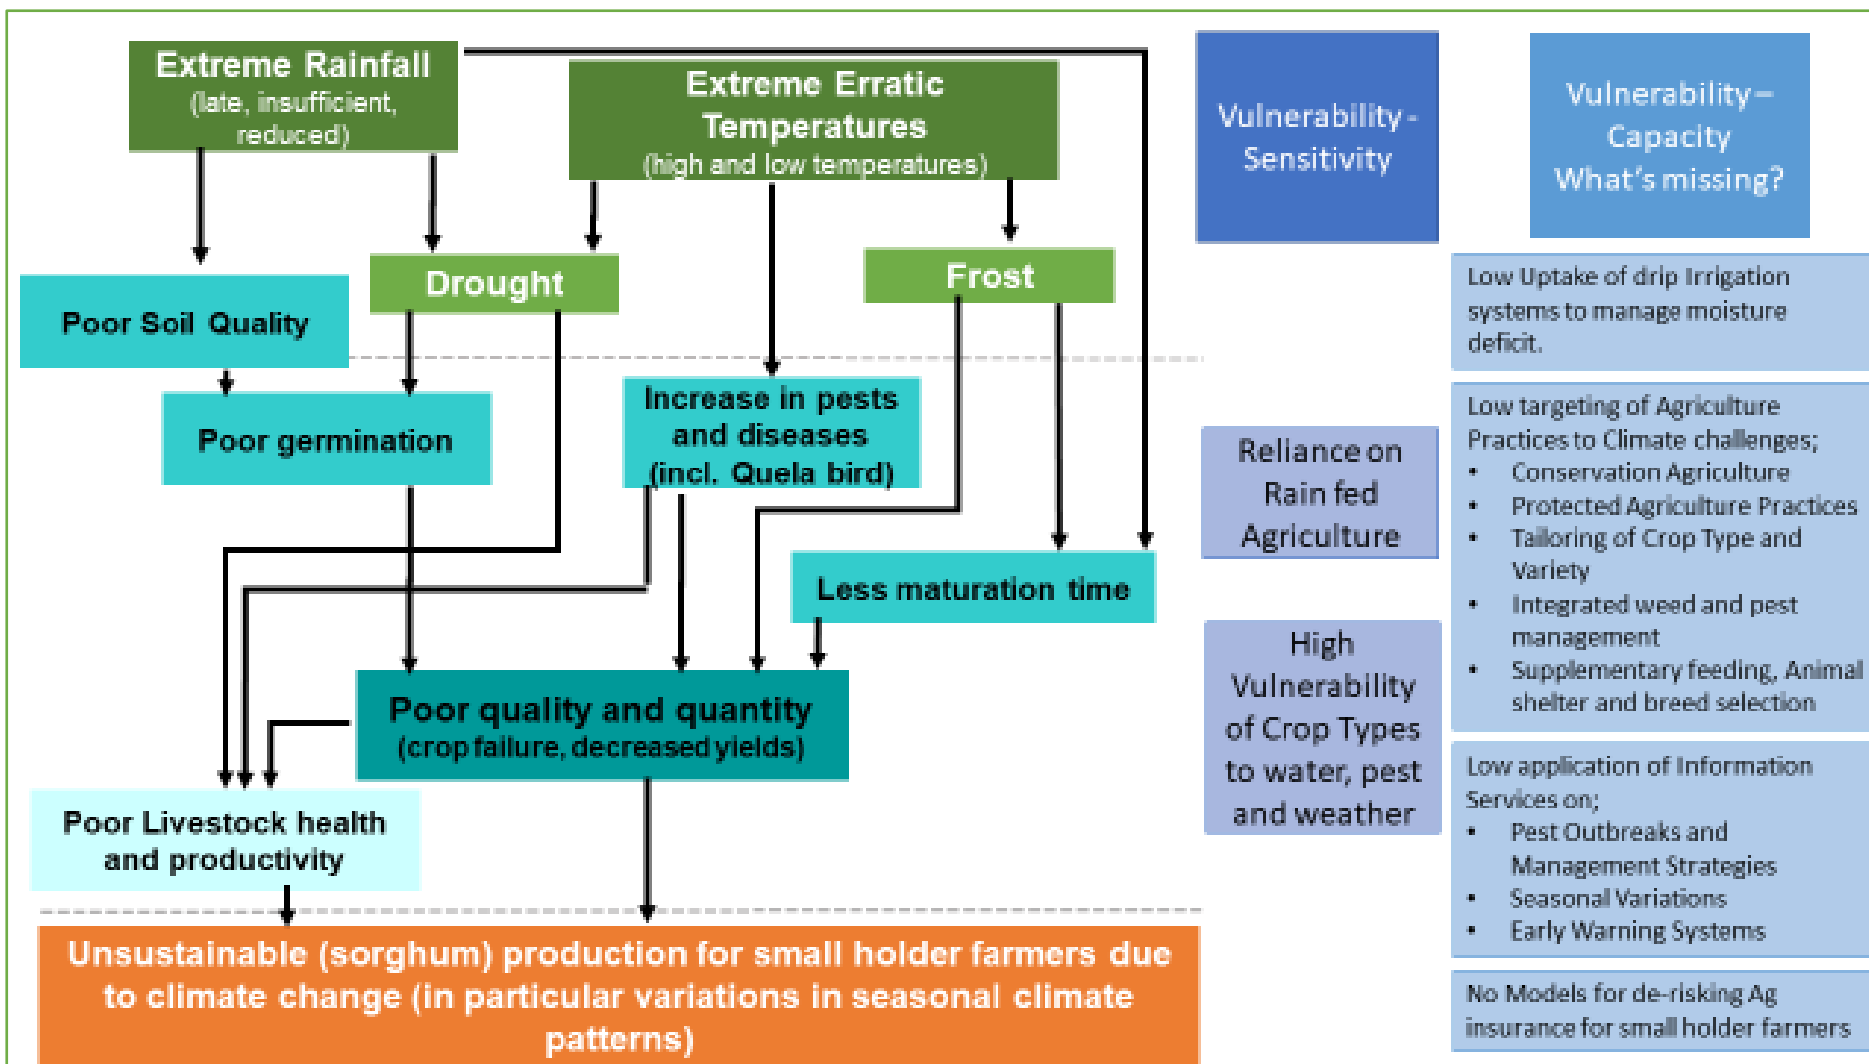 Extreme Rainfall
(late, insufficient,
reduced)
Extreme Erratic
Temperatures
(high and low temperatures)
Vulnerability -
Sensitivity
Vulnerability –
Capacity
What's missing?
Drought
Frost
Poor Soil Quality
Low Uptake of drip Irrigation
systems to manage moisture
deficit.
Poor germination
Increase in pests
and diseases
(incl. Quela bird)
Reliance on
Rain fed
Agriculture
Low targeting of Agriculture
Practices to Climate challenges;
• Conservation Agriculture
• Protected Agriculture Practices
• Tailoring of Crop Type and
Variety
• Integrated weed and pest
management
• Supplementary feeding, Animal
shelter and breed selection
Less maturation time
High
Vulnerability
of Crop Types
to water, pest
and weather
Poor quality and quantity
(crop failure, decreased yields)
Low application of Information
Services on;
• Pest Outbreaks and
Management Strategies
• Seasonal Variations
• Early Warning Systems
Poor Livestock health
and productivity
Unsustainable (sorghum) production for small holder farmers due
to climate change (in particular variations in seasonal climate
patterns)
No Models for de-risking Ag
insurance for small holder farmers